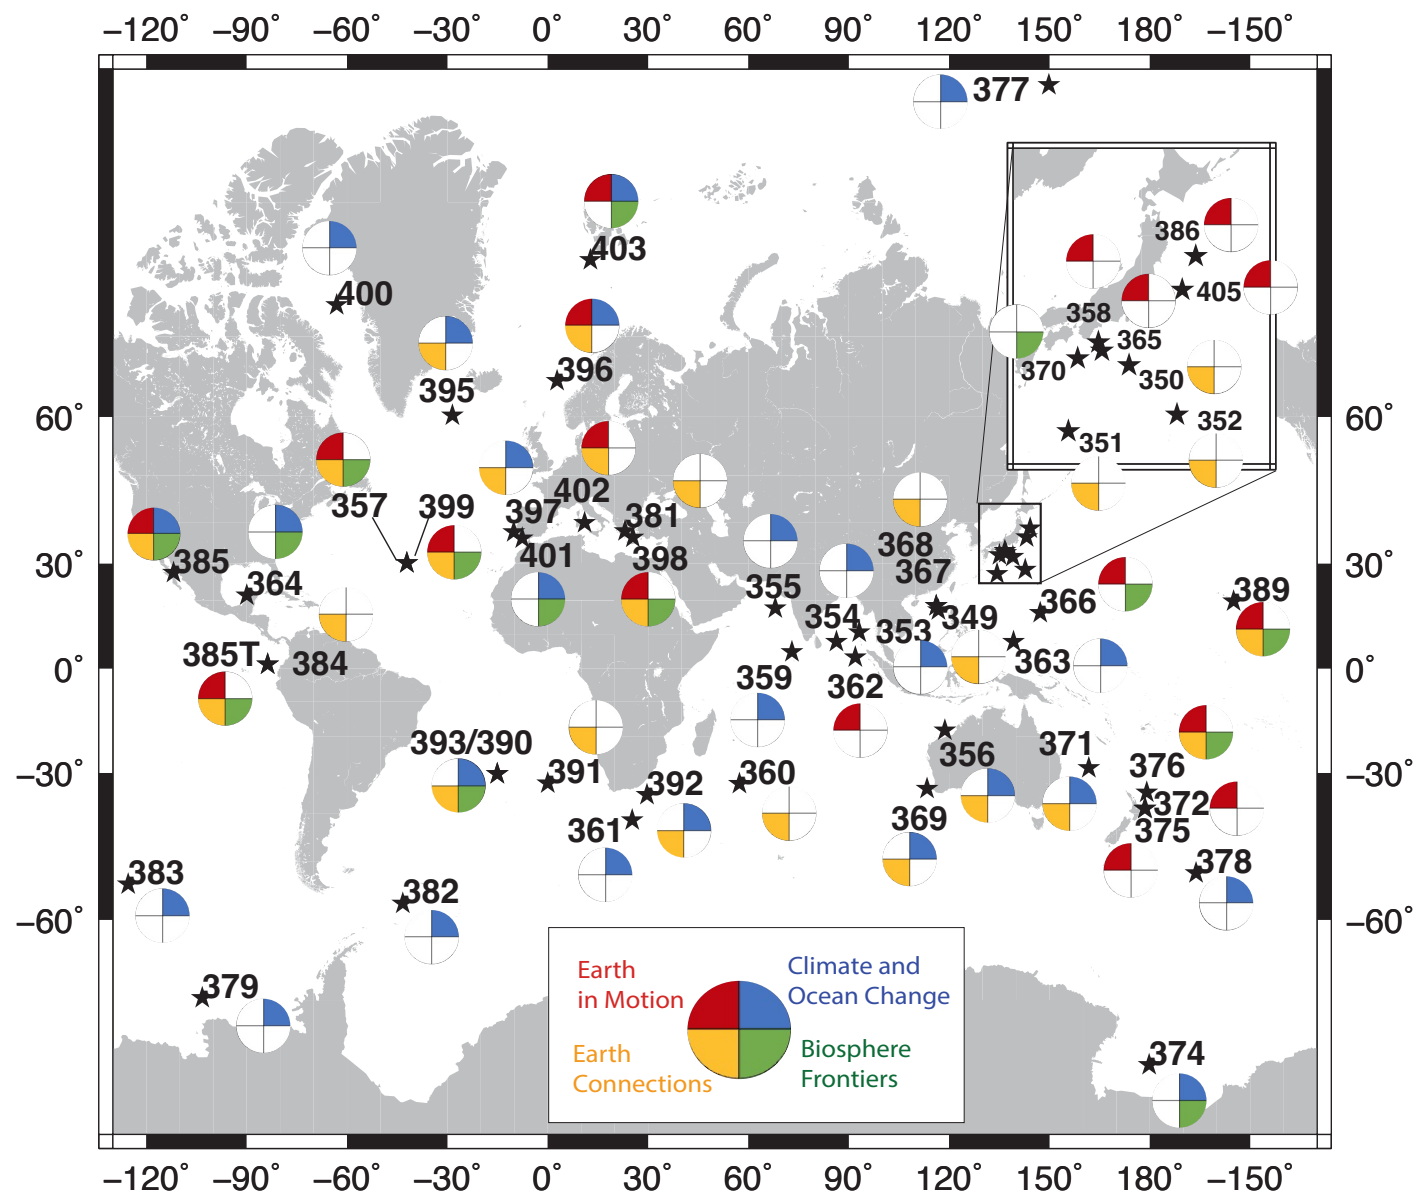 −120˚ −90˚ −60˚ −30˚ 0˚ 30˚ 60˚ 90˚ 120˚ 150˚ 180˚ −150˚
377
386
403
400
405
358
365
396
370
350
395
60˚ 60˚
352
351
402
357 399 397 381
368
401 398
385 30˚ 367 30˚
364 355 389
366
354 353 349
385T 384 0˚ 363 0˚
359 362
393/390 356 371
376
−30˚ 391 392 360 −30˚
372
361 369 375
383 378
382
−60˚ −60˚
Earth
in Motion
Climate and
Ocean Change
379
Earth
Connections
Biosphere
Frontiers
374
−120˚ −90˚ −60˚ −30˚ 0˚ 30˚ 60˚ 90˚ 120˚ 150˚ 180˚ −150˚